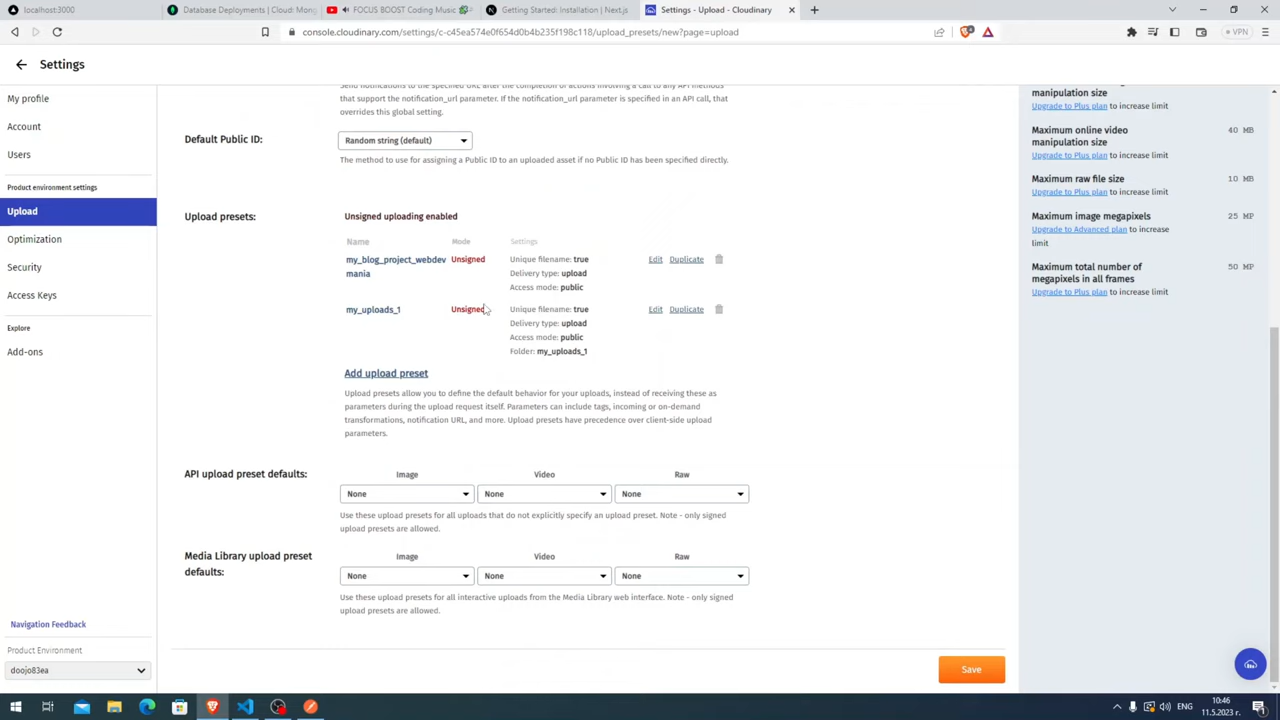 localhost:3000
Database Deployments | Cloud: Mong
FOCUS BOOST Coding Music
Getting Started: Installation | Next.js
Settings - Upload - Cloudinary
console.cloudinary.com/settings/c-c45ea574e0f654d0b4b235f198c118/upload_presets/new?page=upload
VPN
Settings
My profile
Account
Users
Product environment settings
Upload
Optimization
Security
Access Keys
Explore
Add-ons
Navigation Feedback
Product Environment
doojo83ea
Send notifications to the specified URL after the completion of actions involving a call to any API methods
that support the notification_url parameter. If the notification_url parameter is specified in an API call, that
overrides this global setting.
Default Public ID:
Random string (default)
The method to use for assigning a Public ID to an uploaded asset if no Public ID has been specified directly.
Upload presets:
Unsigned uploading enabled
Name Mode Settings
my_blog_project_webdev Unsigned Unique filename: true Edit Duplicate
mania Delivery type: upload
Access mode: public
my_uploads_1 Unsigned Unique filename: true Edit Duplicate
Delivery type: upload
Access mode: public
Folder: my_uploads_1
Add upload preset
Upload presets allow you to define the default behavior for your uploads, instead of receiving these as
parameters during the upload request itself. Parameters can include tags, incoming or on-demand
transformations, notification URL, and more. Upload presets have precedence over client-side upload
parameters.
API upload preset defaults:
Image Video Raw
None None None
Use these upload presets for all uploads that do not explicitly specify an upload preset. Note - only signed
upload presets are allowed.
Media Library upload preset
defaults:
Image Video Raw
None None None
Use these upload presets for all interactive uploads from the Media Library web interface. Note - only signed
upload presets are allowed.
Save
manipulation size
Upgrade to Plus plan to increase limit
Maximum online video 40 MB
manipulation size
Upgrade to Plus plan to increase limit
Maximum raw file size 10 MB
Upgrade to Plus plan to increase limit
Maximum image megapixels 25 MP
Upgrade to Advanced plan to increase
limit
Maximum total number of 50 MP
megapixels in all frames
Upgrade to Plus plan to increase limit
ENG
10:46
11.5.2023 г.